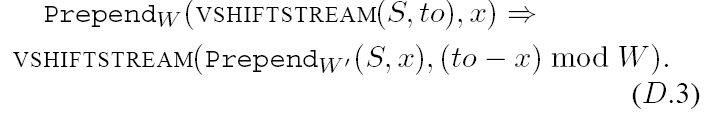 Prepend_W(VSHIFTSTREAM(S, to), x) ⇒
VSHIFTSTREAM(Prepend_{W′}(S, x), (to − x) mod W).
(D.3)